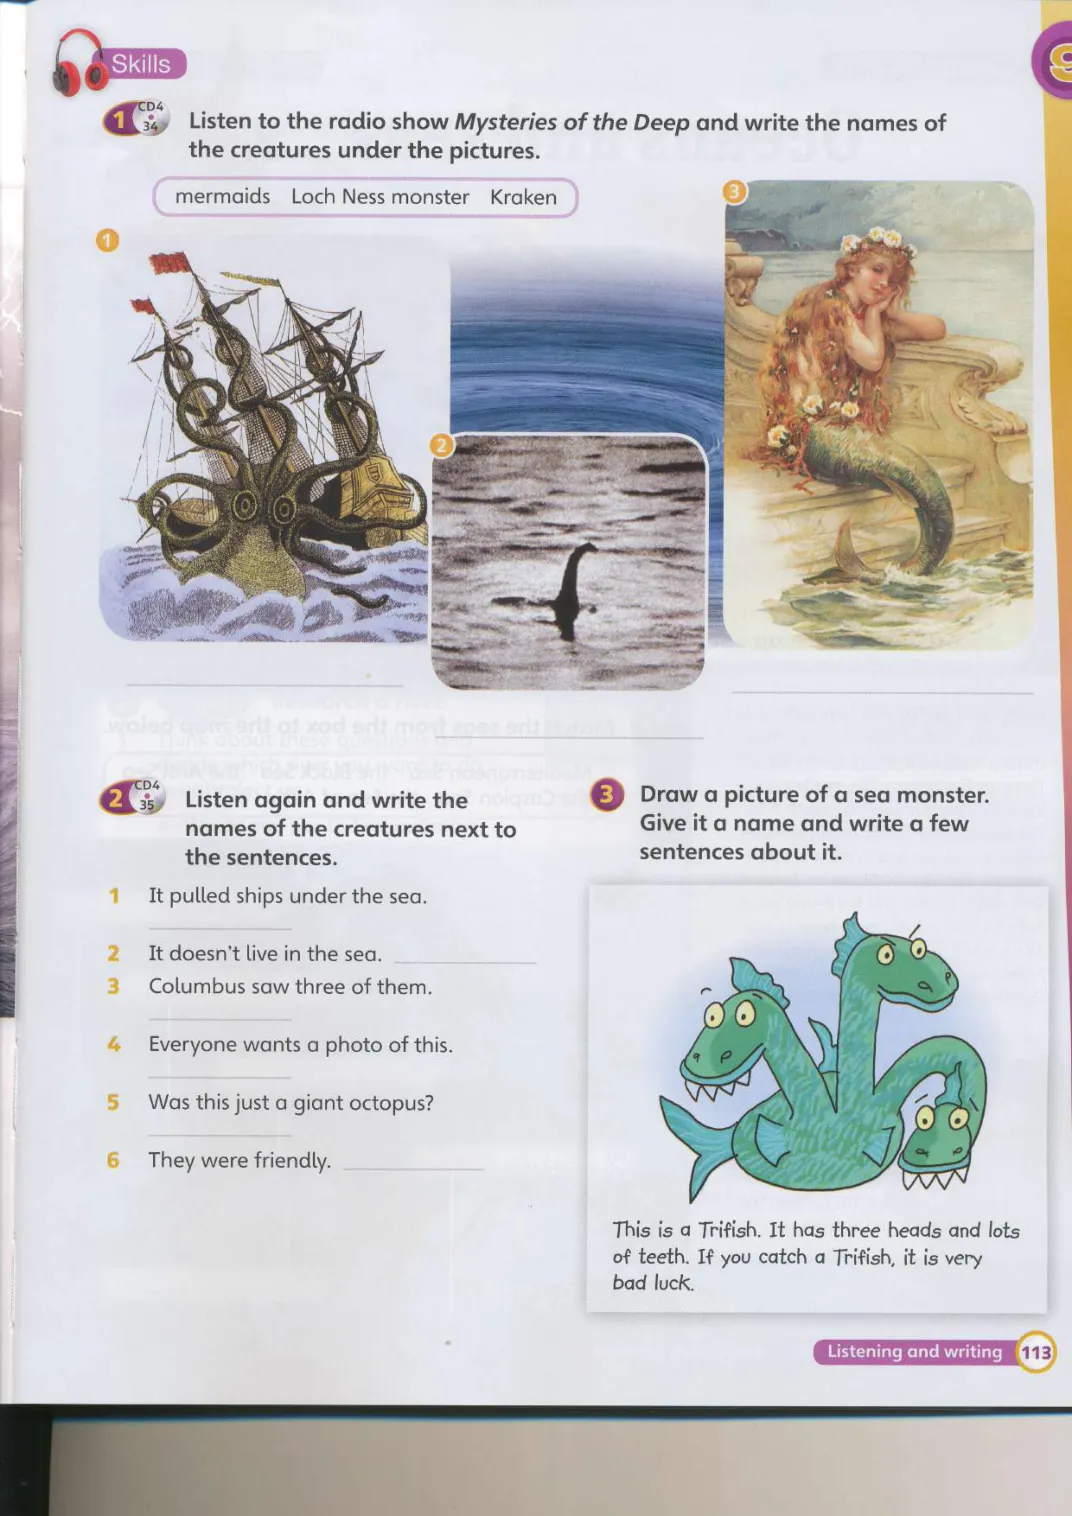 Skills
9
1 CD4 34 Listen to the radio show Mysteries of the Deep and write the names of
the creatures under the pictures.
mermaids Loch Ness monster Kraken
1
2
3
2 CD4 35 Listen again and write the
names of the creatures next to
the sentences.
1 It pulled ships under the sea.
2 It doesn't live in the sea.
3 Columbus saw three of them.
4 Everyone wants a photo of this.
5 Was this just a giant octopus?
6 They were friendly.
3 Draw a picture of a sea monster.
Give it a name and write a few
sentences about it.
This is a Trifish. It has three heads and lots
of teeth. If you catch a Trifish, it is very
bad luck.
Listening and writing 113